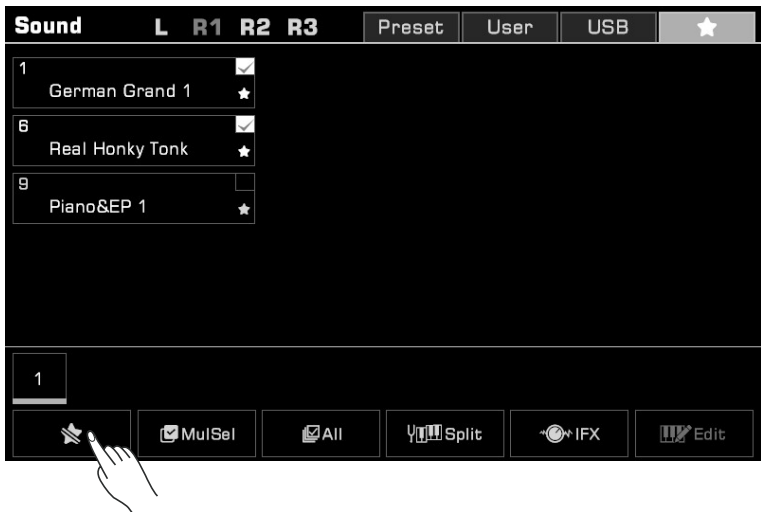 Sound L R1 R2 R3 Preset User USB
1
German Grand 1
6
Real Honky Tonk
9
Piano&EP 1
1
MulSel All Split IFX Edit